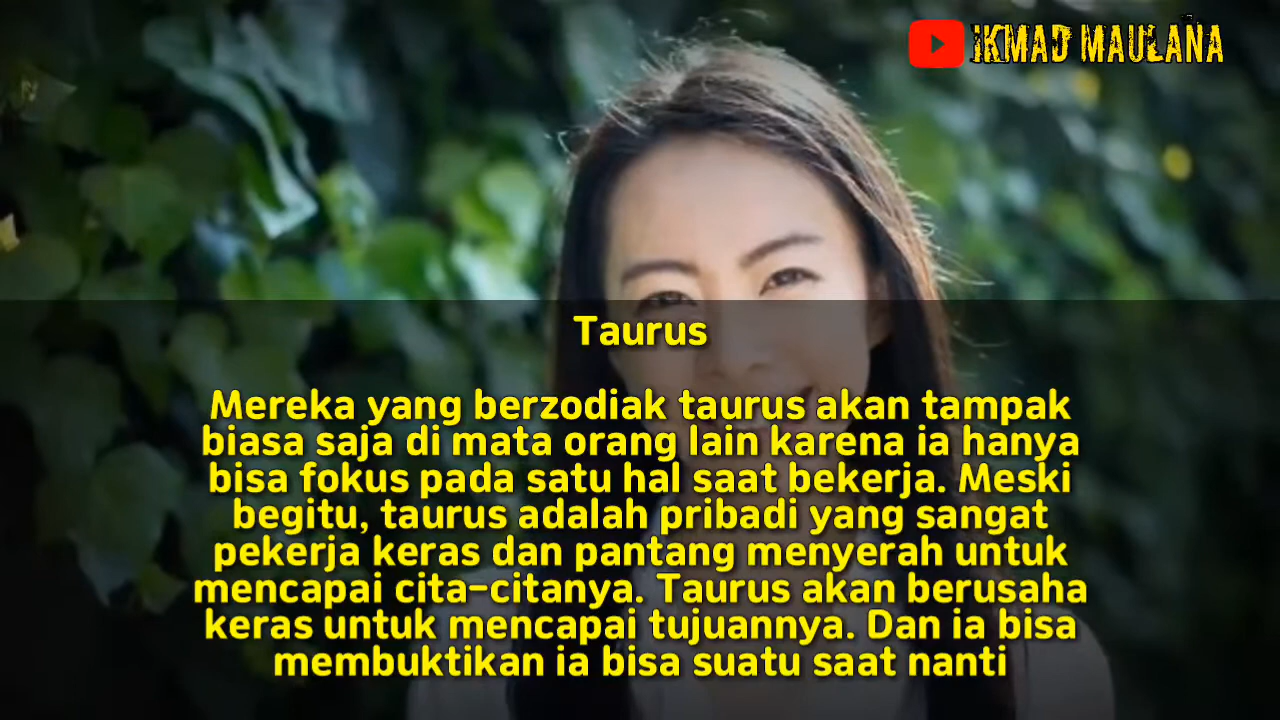 IKMAD MAULANA
Taurus
Mereka yang berzodiak taurus akan tampak
biasa saja di mata orang lain karena ia hanya
bisa fokus pada satu hal saat bekerja. Meski
begitu, taurus adalah pribadi yang sangat
pekerja keras dan pantang menyerah untuk
mencapai cita-citanya. Taurus akan berusaha
keras untuk mencapai tujuannya. Dan ia bisa
membuktikan ia bisa suatu saat nanti